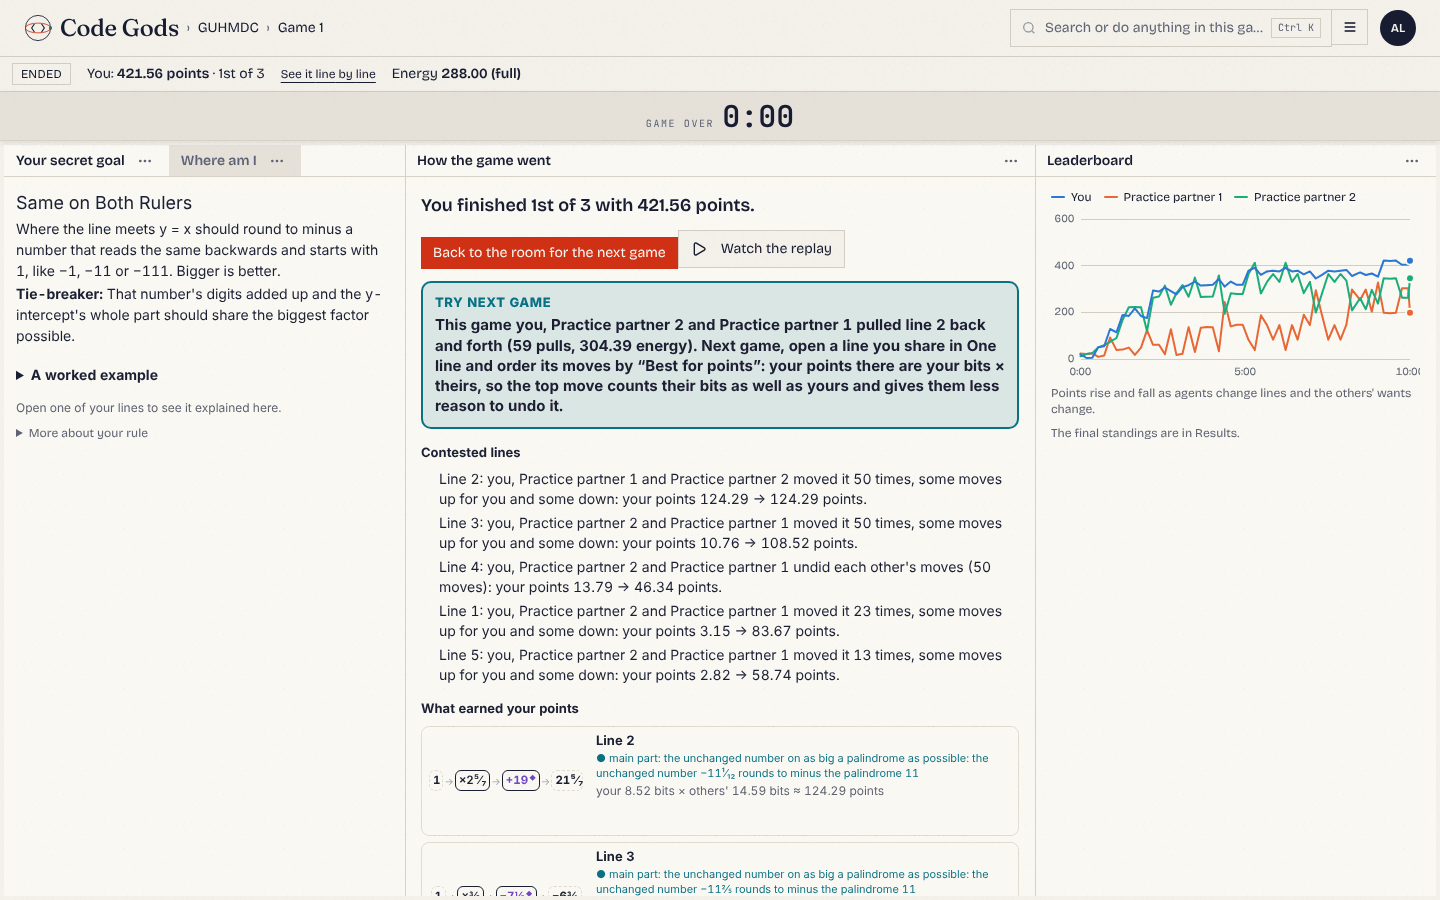 Code Gods › GUHMDC › Game 1
Search or do anything in this ga... Ctrl K
AL
ENDED You: 421.56 points · 1st of 3 See it line by line Energy 288.00 (full)
GAME OVER 0:00
Your secret goal ··· Where am I ···
Same on Both Rulers
Where the line meets y = x should round to minus a
number that reads the same backwards and starts with
1, like −1, −11 or −111. Bigger is better.
Tie-breaker: That number's digits added up and the y-
intercept's whole part should share the biggest factor
possible.
A worked example
Open one of your lines to see it explained here.
More about your rule
How the game went ···
You finished 1st of 3 with 421.56 points.
Back to the room for the next game
Watch the replay
TRY NEXT GAME
This game you, Practice partner 2 and Practice partner 1 pulled line 2 back
and forth (59 pulls, 304.39 energy). Next game, open a line you share in One
line and order its moves by “Best for points”: your points there are your bits ×
theirs, so the top move counts their bits as well as yours and gives them less
reason to undo it.
Contested lines
Line 2: you, Practice partner 1 and Practice partner 2 moved it 50 times, some moves
up for you and some down: your points 124.29 → 124.29 points.
Line 3: you, Practice partner 2 and Practice partner 1 moved it 50 times, some moves
up for you and some down: your points 10.76 → 108.52 points.
Line 4: you, Practice partner 2 and Practice partner 1 undid each other's moves (50
moves): your points 13.79 → 46.34 points.
Line 1: you, Practice partner 2 and Practice partner 1 moved it 23 times, some moves
up for you and some down: your points 3.15 → 83.67 points.
Line 5: you, Practice partner 2 and Practice partner 1 moved it 13 times, some moves
up for you and some down: your points 2.82 → 58.74 points.
What earned your points
1 → ×2⁵⁄₇ → +19 → 21⁵⁄₇
Line 2
main part: the unchanged number on as big a palindrome as possible: the
unchanged number −11¹⁄₁₂ rounds to minus the palindrome 11
your 8.52 bits × others' 14.59 bits ≈ 124.29 points
Line 3
main part: the unchanged number on as big a palindrome as possible: the
unchanged number −11⅖ rounds to minus the palindrome 11
Leaderboard ···
You Practice partner 1 Practice partner 2
600
400
200
0
0:00 5:00 10:00
Points rise and fall as agents change lines and the others' wants
change.
The final standings are in Results.